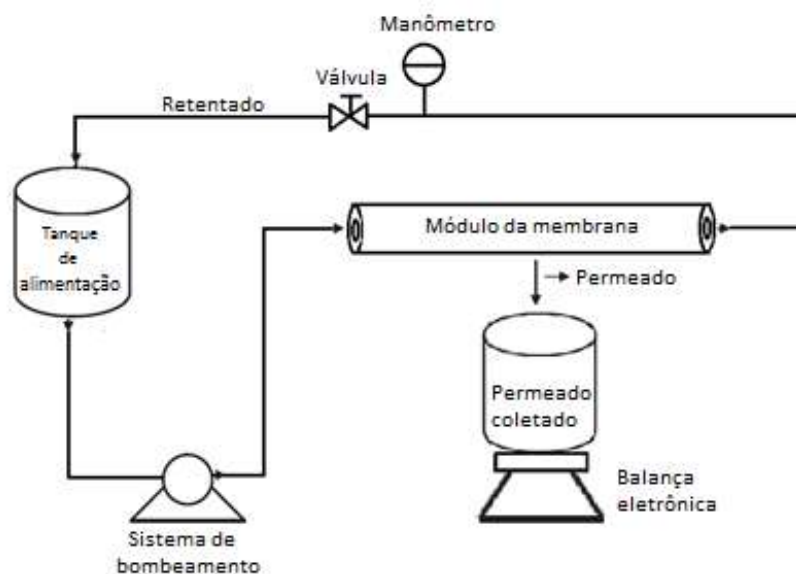 Manômetro
Válvula
Retentado
Tanque
de
alimentação
Módulo da membrana
Permeado
Permeado
coletado
Balança
eletrônica
Sistema de
bombeamento